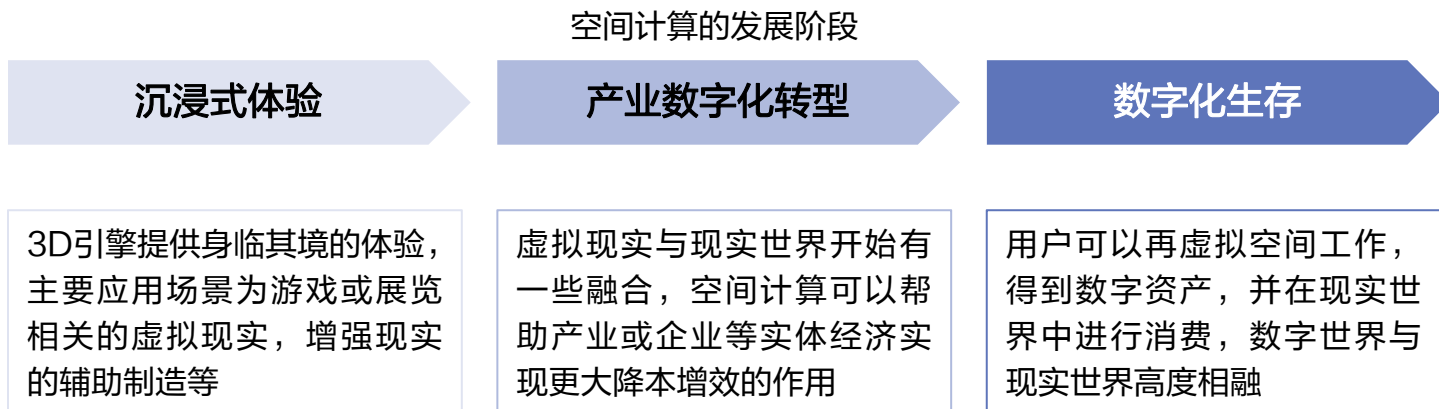 空间计算的发展阶段
沉浸式体验
产业数字化转型
数字化生存
3D引擎提供身临其境的体验，
主要应用场景为游戏或展览
相关的虚拟现实，增强现实
的辅助制造等
虚拟现实与现实世界开始有
一些融合，空间计算可以帮
助产业或企业等实体经济实
现更大降本增效的作用
用户可以再虚拟空间工作，
得到数字资产，并在现实世
界中进行消费，数字世界与
现实世界高度相融